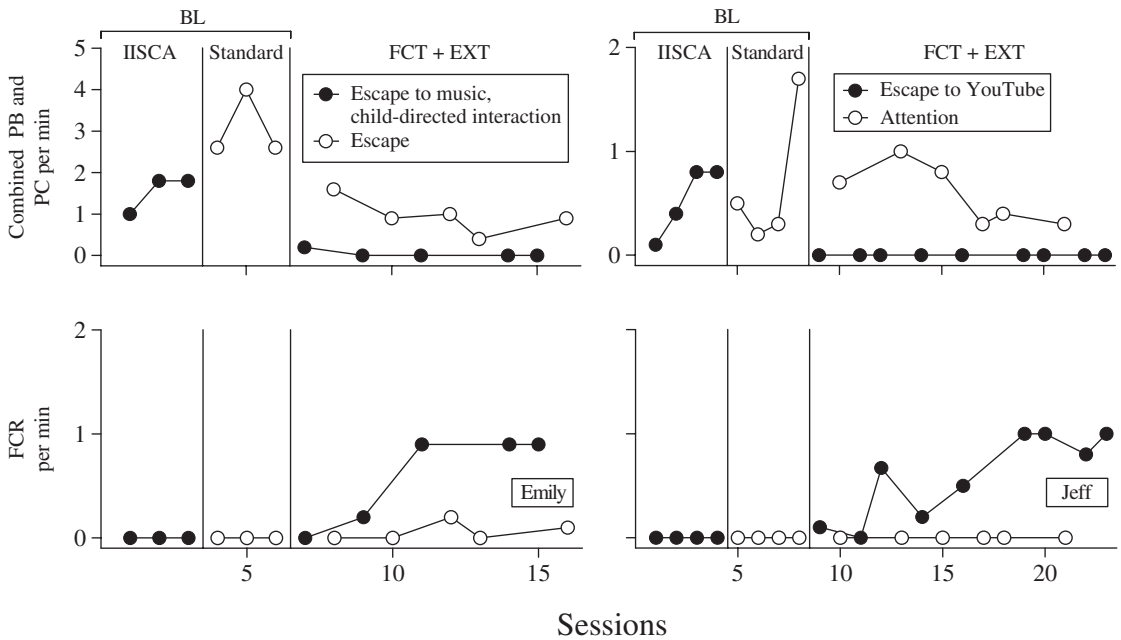 BL
IISCA
Standard
FCT + EXT
Escape to music,
child-directed interaction
Escape
Combined PB and
PC per min
5
4
3
2
1
0
BL
IISCA
Standard
FCT + EXT
Escape to YouTube
Attention
2
1
0
FCR
per min
2
1
0
Emily
5
10
15
Jeff
5
10
15
20
Sessions